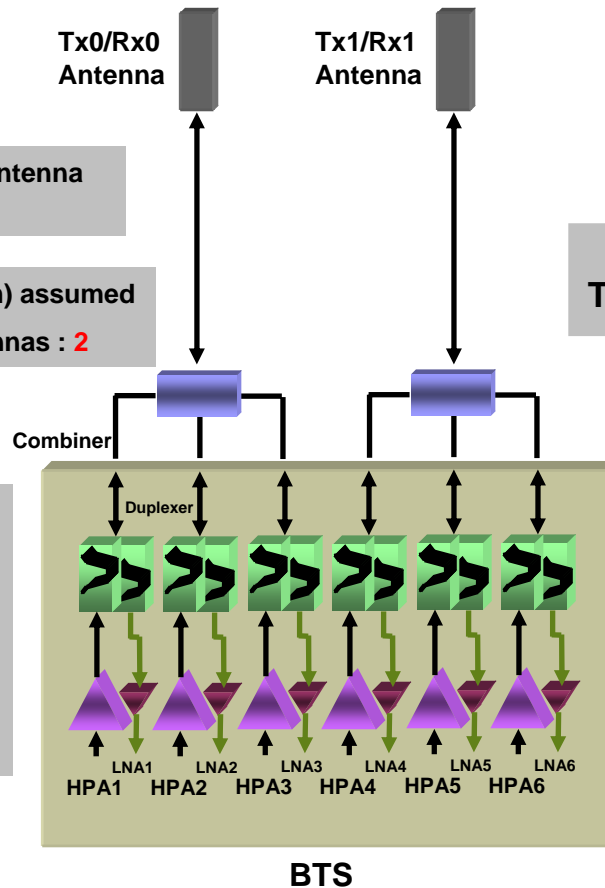 Tx0/Rx0
Antenna
Tx1/Rx1
Antenna
ntenna
) assumed
nnas : 2
T
Combiner
Duplexer
LNA1
LNA2
LNA3
LNA4
LNA5
LNA6
HPA1
HPA2
HPA3
HPA4
HPA5
HPA6
BTS